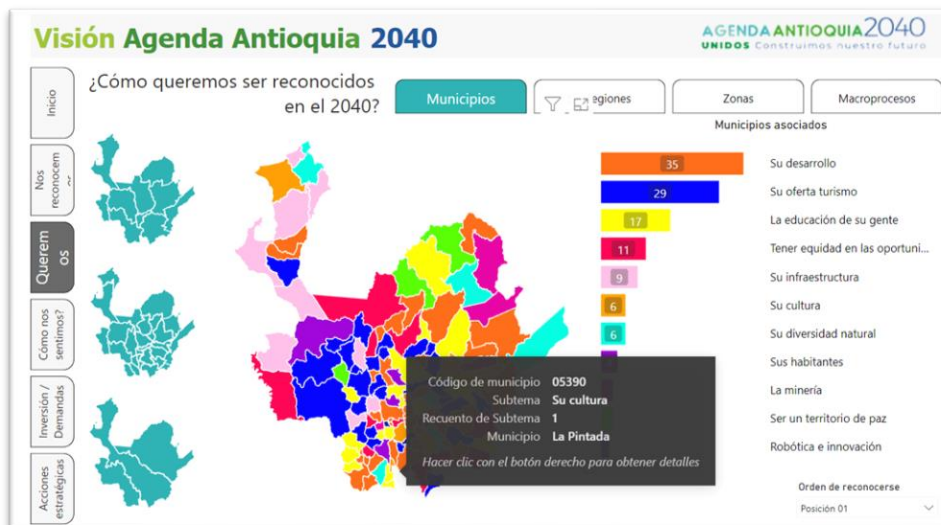 Visión Agenda Antioquia 2040
AGENDA ANTIOQUIA 2040
UNIDOS Construimos nuestro futuro
¿Cómo queremos ser reconocidos
en el 2040?
Municipios
egiones
Zonas
Macroprocesos
Inicio
Nos
reconocem
Querem
os
Cómo nos
sentimos?
Inversión /
Demandas
Acciones
estratégicas
Municipios asociados
35 Su desarrollo
29 Su oferta turismo
17 La educación de su gente
11 Tener equidad en las oportuni...
9 Su infraestructura
6 Su cultura
6 Su diversidad natural
Sus habitantes
La minería
Ser un territorio de paz
Robótica e innovación
Código de municipio 05390
Subtema Su cultura
Recuento de Subtema 1
Municipio La Pintada
Hacer clic con el botón derecho para obtener detalles
Orden de reconocerse
Posición 01